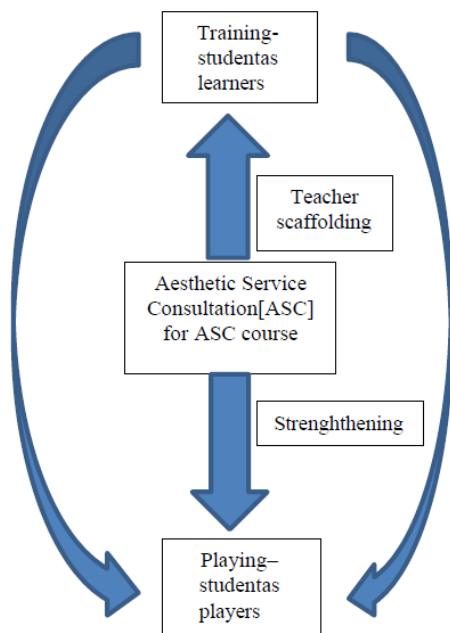 Training-
studentas
learners
Teacher
scaffolding
Aesthetic Service
Consultation[ASC]
for ASC course
Strenghthening
Playing–
studentas
players